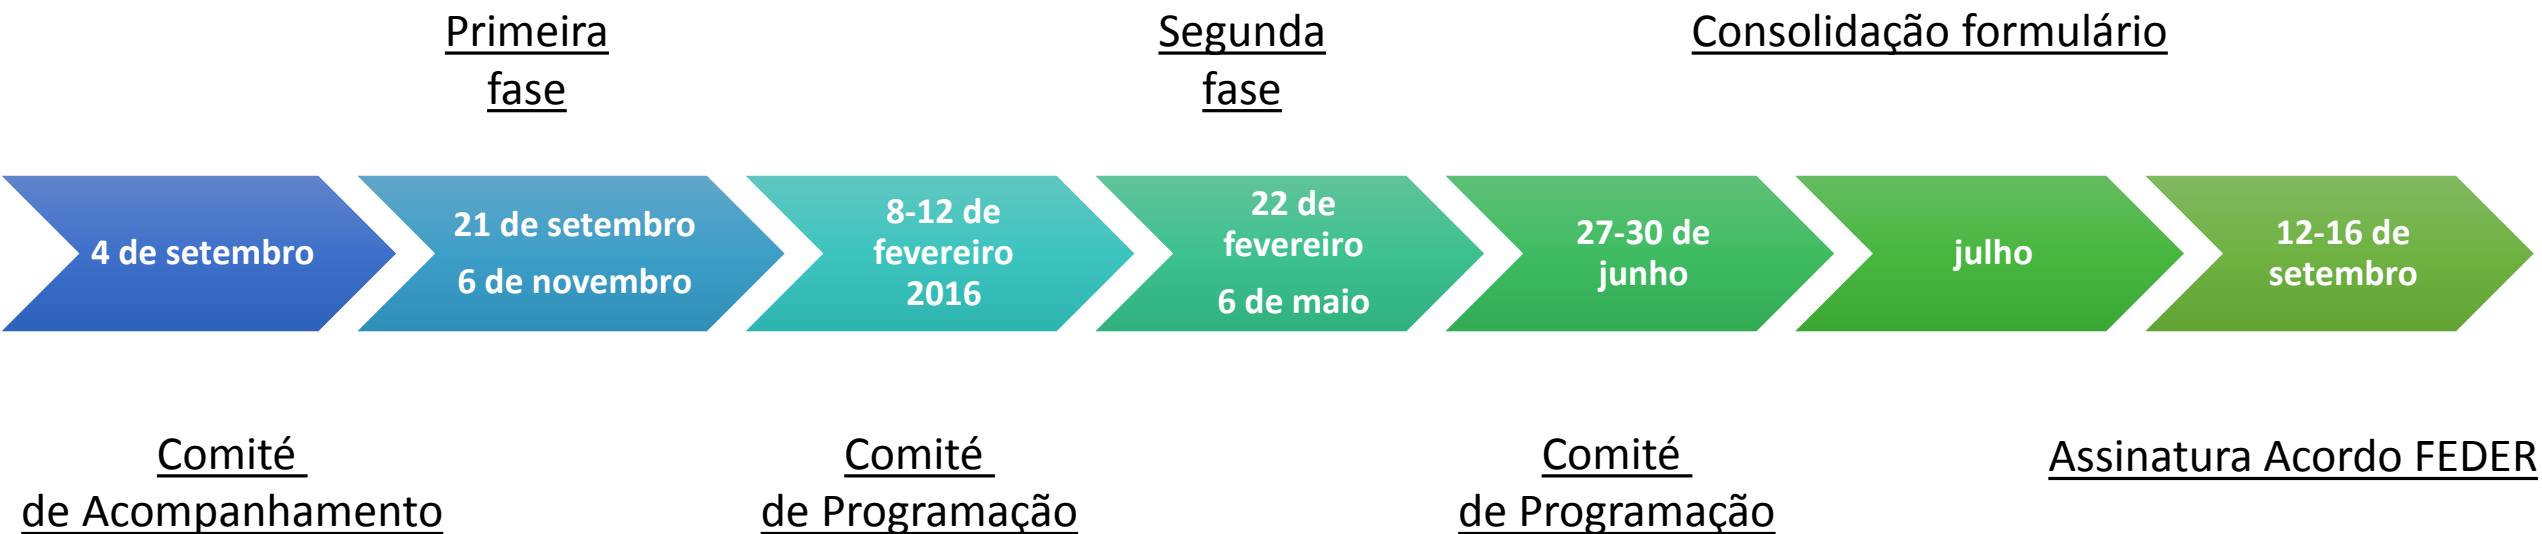 Primeira
fase
Segunda
fase
Consolidação formulário
4 de setembro
21 de setembro
6 de novembro
8-12 de
fevereiro
2016
22 de
fevereiro
6 de maio
27-30 de
junho
julho
12-16 de
setembro
Comité
de Acompanhamento
Comité
de Programação
Comité
de Programação
Assinatura Acordo FEDER